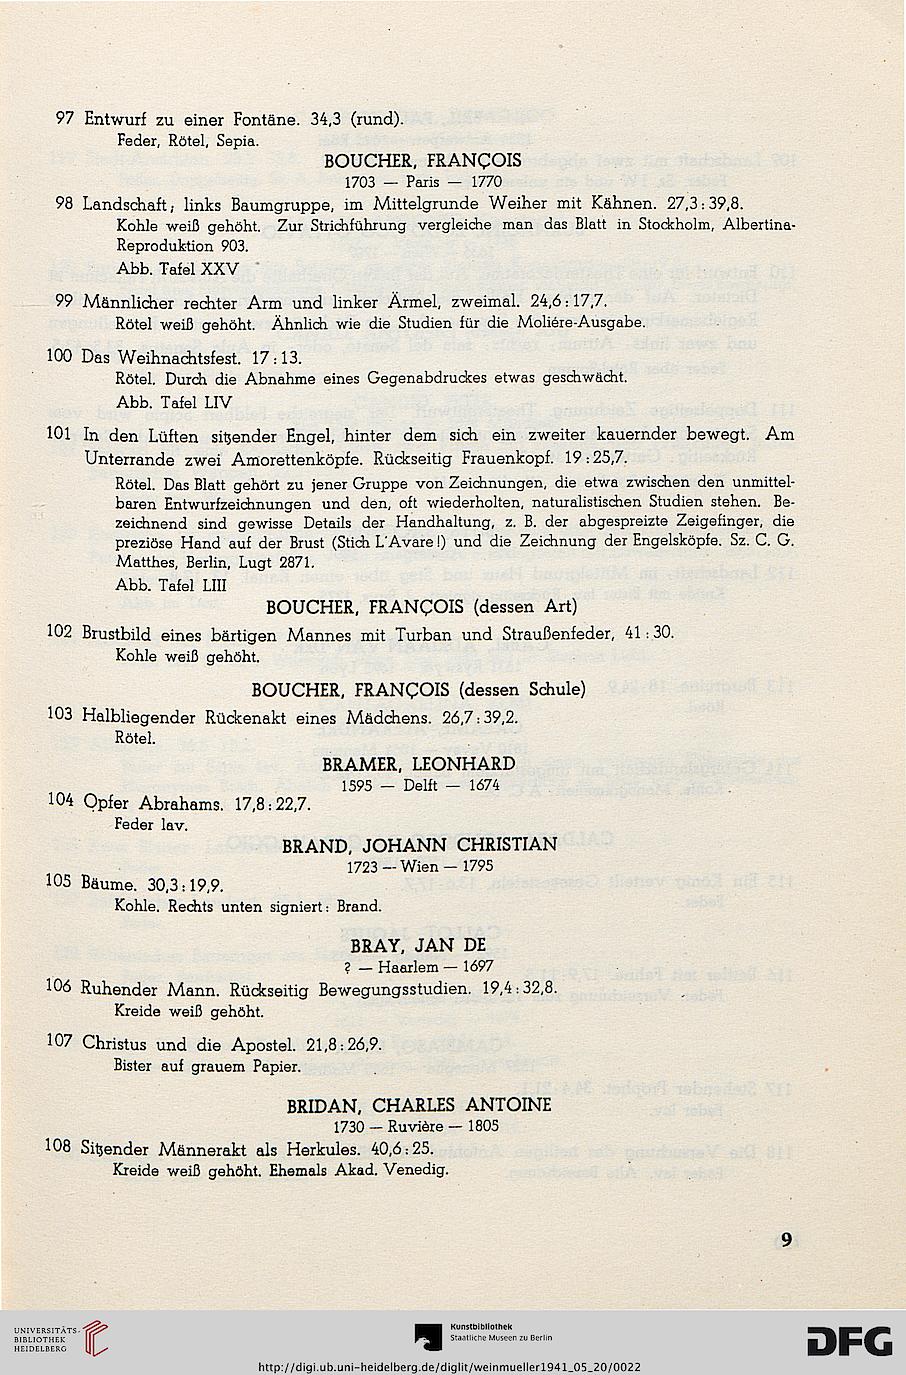 97 Entwurf zu einer Fontäne. 34,3 (rund).
Feder, Rötel, Sepia.
BOUCHER, FRANÇOIS
1703 — Paris — 1770
98 Landschaft, links Baumgruppe, im Mittelgrunde Weiher mit Kähnen. 27,3 : 39,8.
Kohle weiß gehöht. Zur Strichführung vergleiche man das Blatt in Stockholm, Albertina-
Reproduktion 903.
Abb. Tafel XXV
99 Männlicher rechter Arm und linker Ärmel, zweimal. 24,6 : 17,7.
Rötel weiß gehöht. Ähnlich wie die Studien für die Moliére-Ausgabe.
100 Das Weihnachtsfest. 17 : 13.
Rötel. Durch die Abnahme eines Gegenabdruckes etwas geschwächt.
Abb. Tafel LIV
101 In den Lüften sitzender Engel, hinter dem sich ein zweiter kauernder bewegt. Am
Unterrande zwei Amorettenköpfe. Rückseitig Frauenkopf. 19 : 25,7.
Rötel. Das Blatt gehört zu jener Gruppe von Zeichnungen, die etwa zwischen den unmittel-
baren Entwurfzeichnungen und den, oft wiederholten, naturalistischen Studien stehen. Be-
zeichnend sind gewisse Details der Handhaltung, z. B. der abgespreizte Zeigefinger, die
preziöse Hand auf der Brust (Stich L'Avare!) und die Zeichnung der Engelsköpfe. Sz. C. G.
Matthes, Berlin, Lugt 2871.
Abb. Tafel LIII
BOUCHER, FRANÇOIS (dessen Art)
102 Brustbild eines bärtigen Mannes mit Turban und Straußenfeder, 41 : 30.
Kohle weiß gehöht.
BOUCHER, FRANÇOIS (dessen Schule)
103 Halbliegender Rückenakt eines Mädchens. 26,7 : 39,2.
Rötel.
BRAMER, LEONHARD
1595 — Delft — 1674
104 Opfer Abrahams. 17,8 : 22,7.
Feder lav.
BRAND, JOHANN CHRISTIAN
1723 — Wien — 1795
105 Bäume. 30,3 : 19,9.
Kohle. Rechts unten signiert: Brand.
BRAY, JAN DE
? — Haarlem — 1697
106 Ruhender Mann. Rückseitig Bewegungsstudien. 19,4 : 32,8.
Kreide weiß gehöht.
107 Christus und die Apostel. 21,8 : 26,9.
Bister auf grauem Papier.
BRIDAN, CHARLES ANTOINE
1730 — Ruvière — 1805
108 Sitzender Männerakt als Herkules. 40,6 : 25.
Kreide weiß gehöht. Ehemals Akad. Venedig.
9
UNIVERSITÄTS-
BIBLIOTHEK
HEIDELBERG
Kunstbibliothek
Staatliche Museen zu Berlin
DFG
http://digi.ub.uni-heidelberg.de/diglit/weinmueller1941_05_20/0022